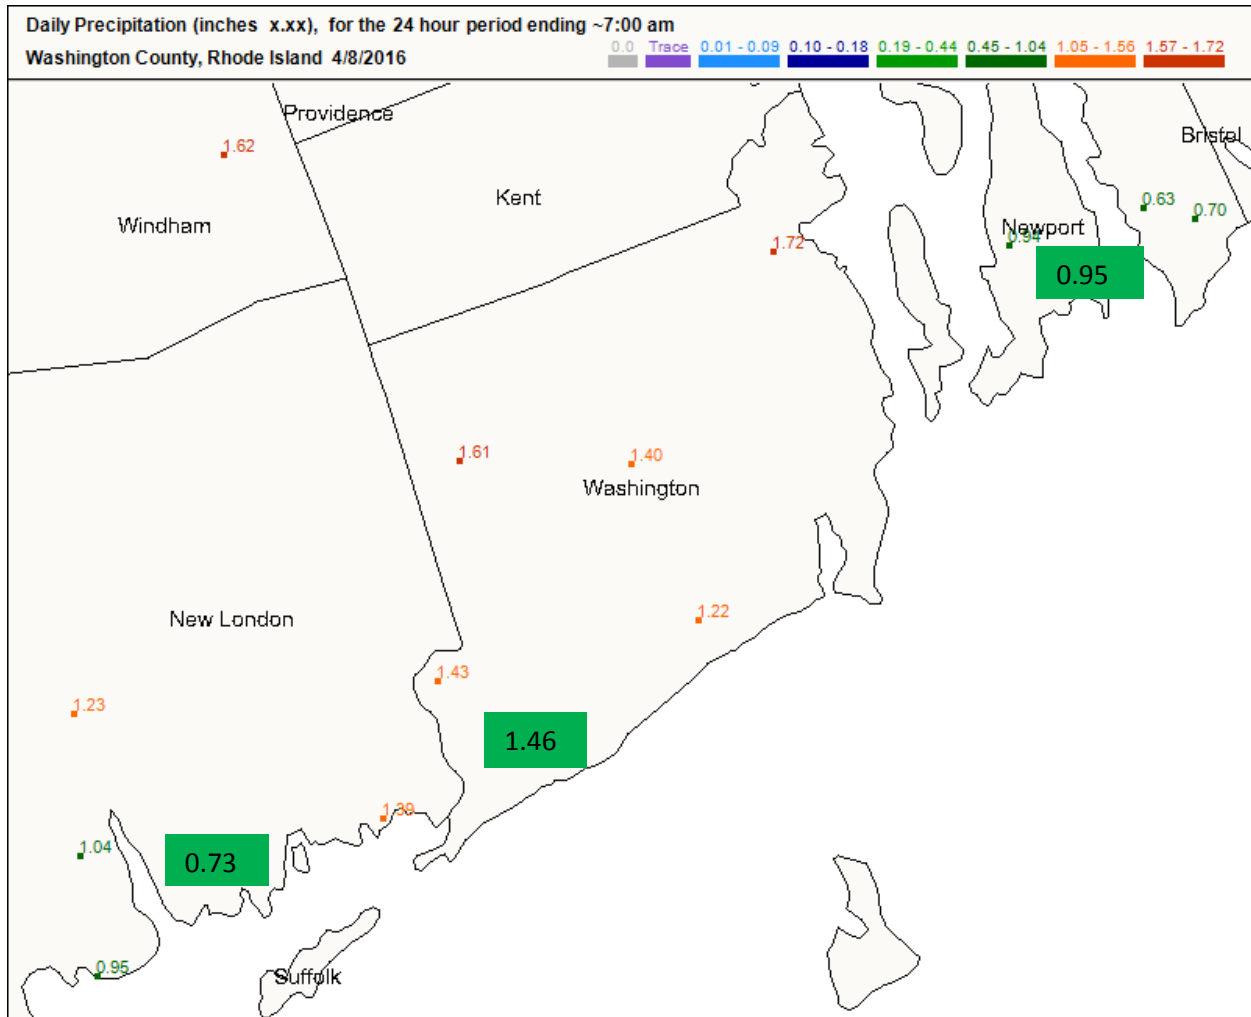 Daily Precipitation (inches x.xx), for the 24 hour period ending ~7:00 am
Washington County, Rhode Island 4/8/2016
0.0 Trace 0.01 - 0.09 0.10 - 0.18 0.19 - 0.44 0.45 - 1.04 1.05 - 1.56 1.57 - 1.72
Providence
Bristol
1.62
Kent
0.63
0.70
Windham
Newport
1.72
0.94
0.95
1.61
1.40
Washington
New London
1.22
1.43
1.23
1.46
1.39
1.04
0.73
0.95
Suffolk